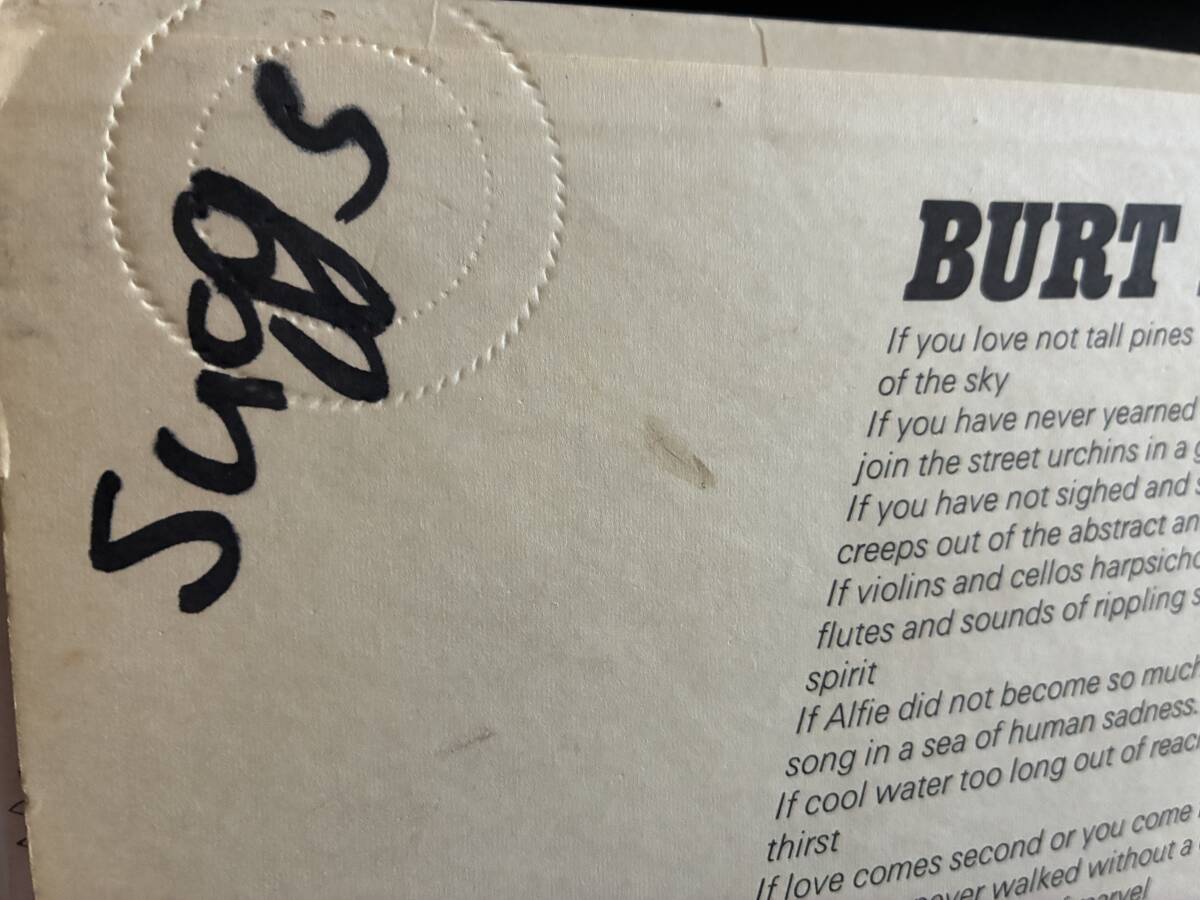 Suggs
BURT
If you love not tall pines
of the sky
If you have never yearned
join the street urchins in a
If you have not sighed and
creeps out of the abstract
If violins and cellos
flutes and sounds of rippling
spirit
If Alfie did not become so much
song in a sea of human sadness.
If cool water too long out of
thirst
If love comes second or you come
walked without a